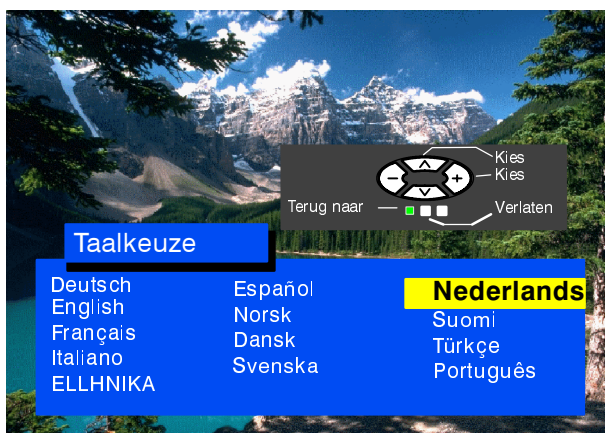 Kies
Kies
Terug naar
Verlaten
Taalkeuze
Deutsch
English
Français
Italiano
ELLHNIKA
Español
Norsk
Dansk
Svenska
Nederlands
Suomi
Türkçe
Português